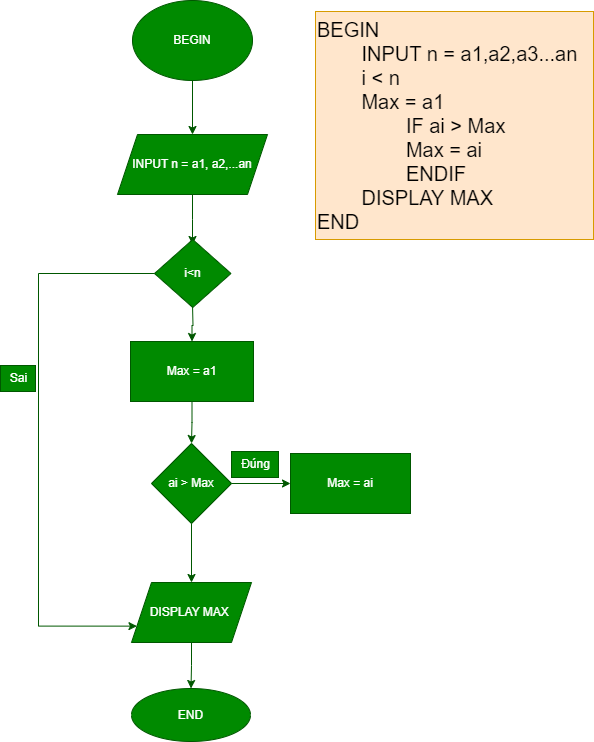 BEGIN
INPUT n = a1, a2,...an
i<n
Sai
Max = a1
ai > Max
Đúng
Max = ai
DISPLAY MAX
END
BEGIN
INPUT n = a1,a2,a3...an
i < n
Max = a1
IF ai > Max
Max = ai
ENDIF
DISPLAY MAX
END